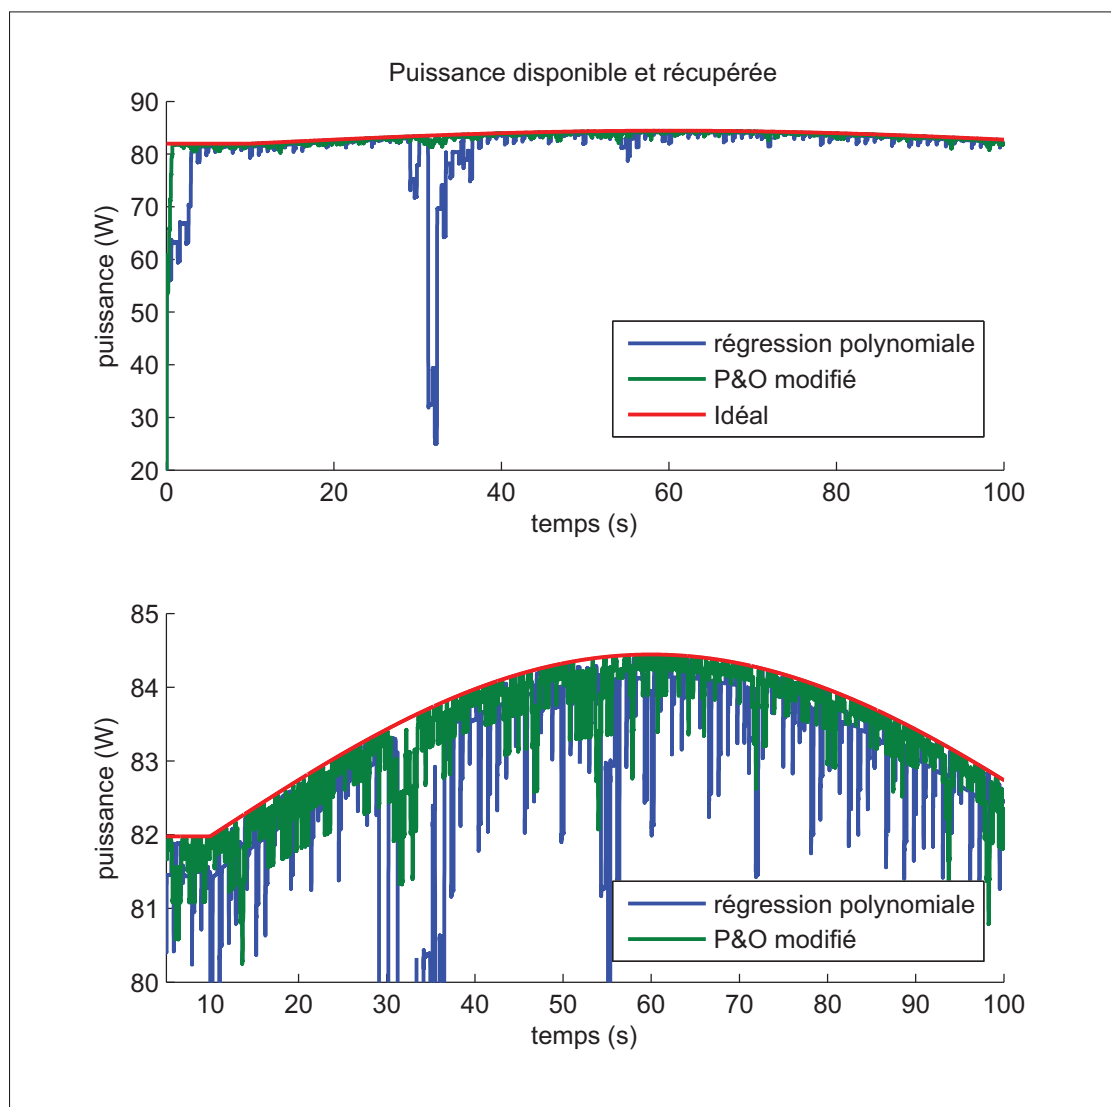 Puissance disponible et récupérée
90
80
70
60
50
40
30
20
puissance (W)
régression polynomiale
P&O modifié
Idéal
0 20 40 60 80 100
temps (s)
85
84
83
82
81
80
puissance (W)
régression polynomiale
P&O modifié
10 20 30 40 50 60 70 80 90 100
temps (s)